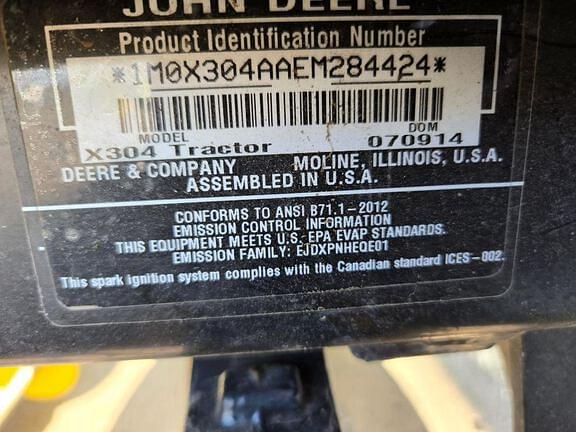 JOHN DEERE
Product Identification Number
*1M0X304AAEM284424*
MODEL DOM
X304 Tractor 070914
DEERE & COMPANY MOLINE, ILLINOIS, U.S.A.
ASSEMBLED IN U.S.A.
CONFORMS TO ANSI B71.1-2012
EMISSION CONTROL INFORMATION
THIS EQUIPMENT MEETS U.S. EPA EVAP STANDARDS.
EMISSION FAMILY: EJDXPNHEQE01
This spark ignition system complies with the Canadian standard ICES-002.